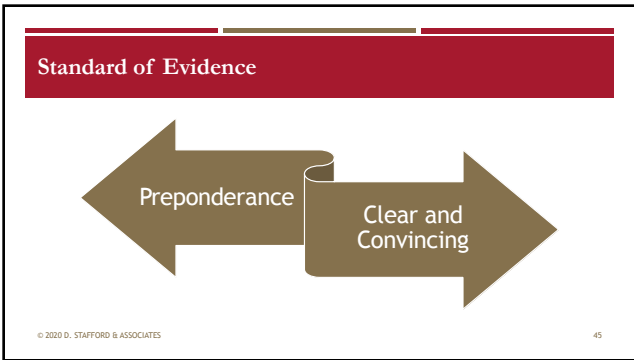 Standard of Evidence
Preponderance
Clear and
Convincing
© 2020 D. STAFFORD & ASSOCIATES
45